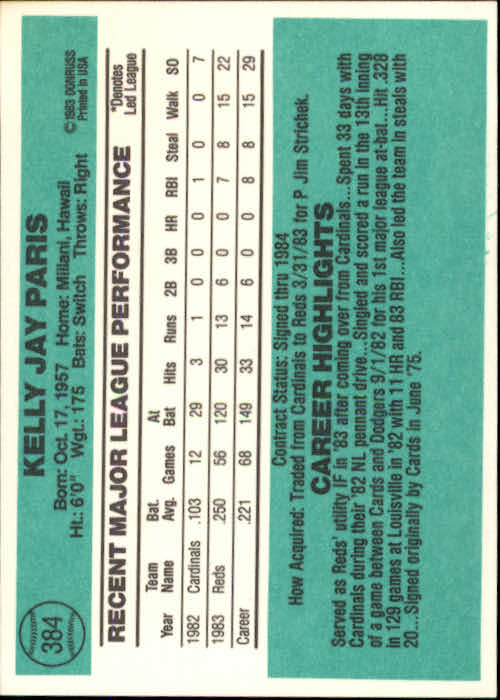 384
KELLY JAY PARIS
©1983 DONRUSS
Printed in USA
Born: Oct. 17, 1957 Home: Millani, Hawaii
Ht.: 6'0" Wgt.: 175 Bats: Switch Throws: Right
RECENT MAJOR LEAGUE PERFORMANCE
*Denotes
Led League
Year Team Name Bat. Avg. Games At Bat Hits Runs 2B 3B HR RBI Steal Walk SO
1982 Cardinals .103 12 29 3 1 0 0 0 1 0 0 7
1983 Reds .250 56 120 30 13 6 0 0 7 8 15 22
Career .221 68 149 33 14 6 0 0 8 8 15 29
Contract Status: Signed thru 1984
How Acquired: Traded from Cardinals to Reds 3/31/83 for P Jim Strichek.
CAREER HIGHLIGHTS
Served as Reds' utility IF in '83 after coming over from Cardinals...Spent 33 days with
Cardinals during their '82 NL pennant drive...Singled and scored a run in the 13th inning
of a game between Cards and Dodgers 9/1/82 for his 1st major league at-bat...Hit .328
in 129 games at Louisville in '82 with 11 HR and 83 RBI...Also led the team in steals with
20...Signed originally by Cards in June '75.